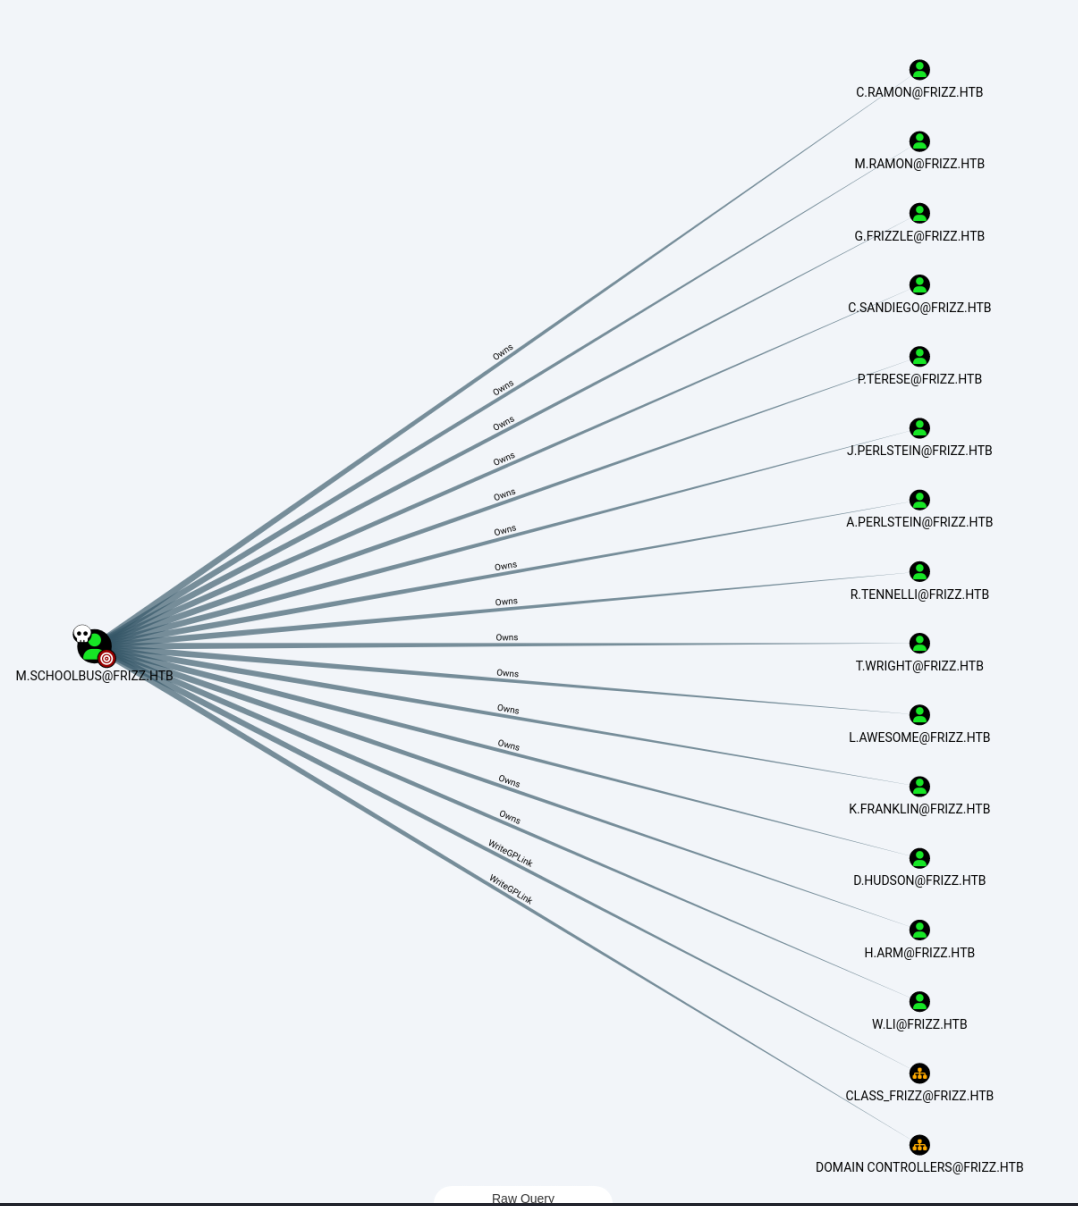 C.RAMON@FRIZZ.HTB
M.RAMON@FRIZZ.HTB
G.FRIZZLE@FRIZZ.HTB
C.SANDIEGO@FRIZZ.HTB
Owns
P.TERESE@FRIZZ.HTB
Owns
Owns
J.PERLSTEIN@FRIZZ.HTB
Owns
Owns
A.PERLSTEIN@FRIZZ.HTB
Owns
Owns
R.TENNELLI@FRIZZ.HTB
Owns
Owns
T.WRIGHT@FRIZZ.HTB
Owns
M.SCHOOLBUS@FRIZZ.HTB
Owns
L.AWESOME@FRIZZ.HTB
Owns
Owns
K.FRANKLIN@FRIZZ.HTB
Owns
WriteGPLink
D.HUDSON@FRIZZ.HTB
WriteGPLink
H.ARM@FRIZZ.HTB
W.LI@FRIZZ.HTB
CLASS_FRIZZ@FRIZZ.HTB
DOMAIN CONTROLLERS@FRIZZ.HTB
Raw Query